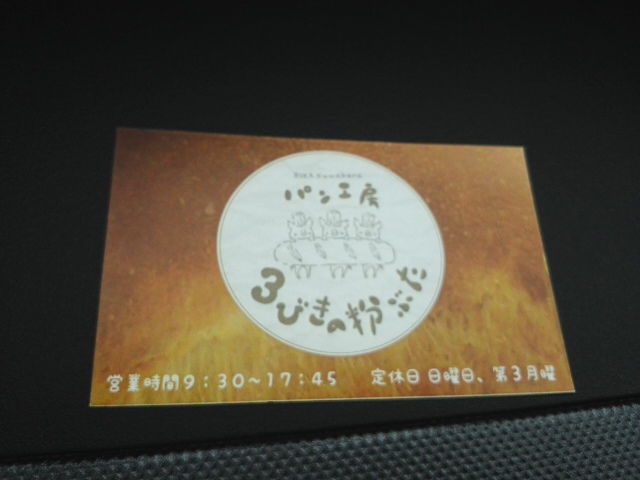 パン工房
3びきの粉ぶた
営業時間9：30～17：45　定休日 日曜日、第3月曜